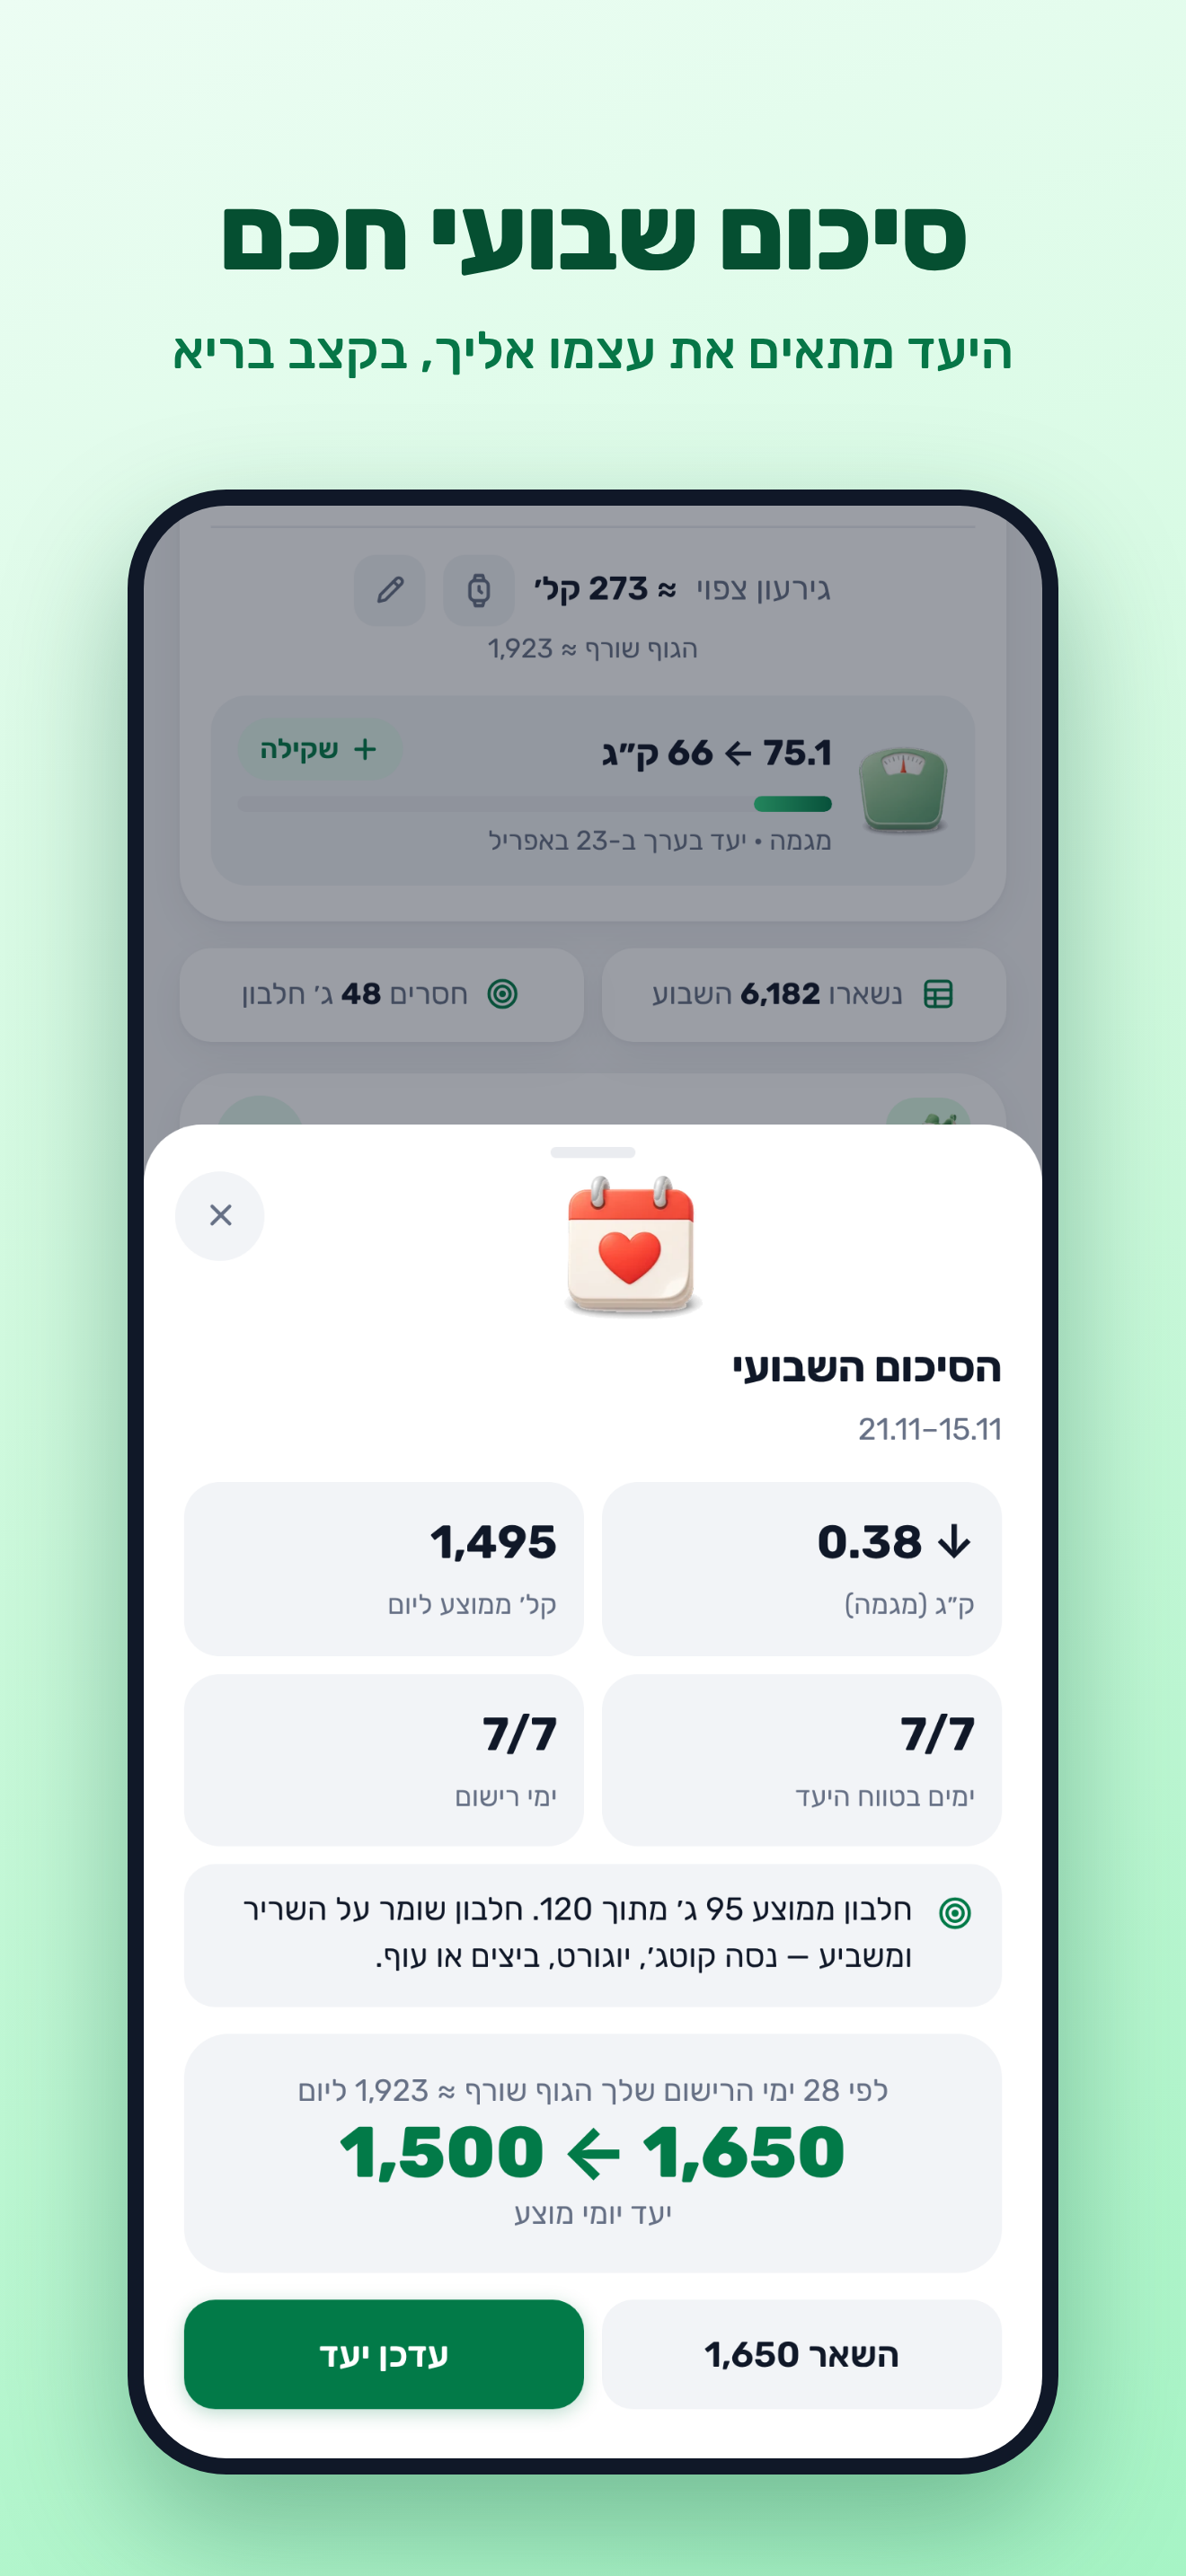 סיכום שבועי חכם
היעד מתאים את עצמו אליך, בקצב בריא
גירעון צפוי ≈ 273 קל׳
הגוף שורף ≈ 1,923
75.1 ← 66 ק״ג
שקילה
מגמה • יעד בערך ב-23 באפריל
נשארו 6,182 השבוע
חסרים 48 ג׳ חלבון
הסיכום השבועי
15.11–21.11
↓ 0.38
ק״ג (מגמה)
1,495
קל׳ ממוצע ליום
7/7
ימים בטווח היעד
7/7
ימי רישום
חלבון ממוצע 95 ג׳ מתוך 120. חלבון שומר על השריר
ומשביע – נסה קוטג׳, יוגורט, ביצים או עוף.
לפי 28 ימי הרישום שלך הגוף שורף ≈ 1,923 ליום
1,650 ← 1,500
יעד יומי מוצע
השאר 1,650
עדכן יעד